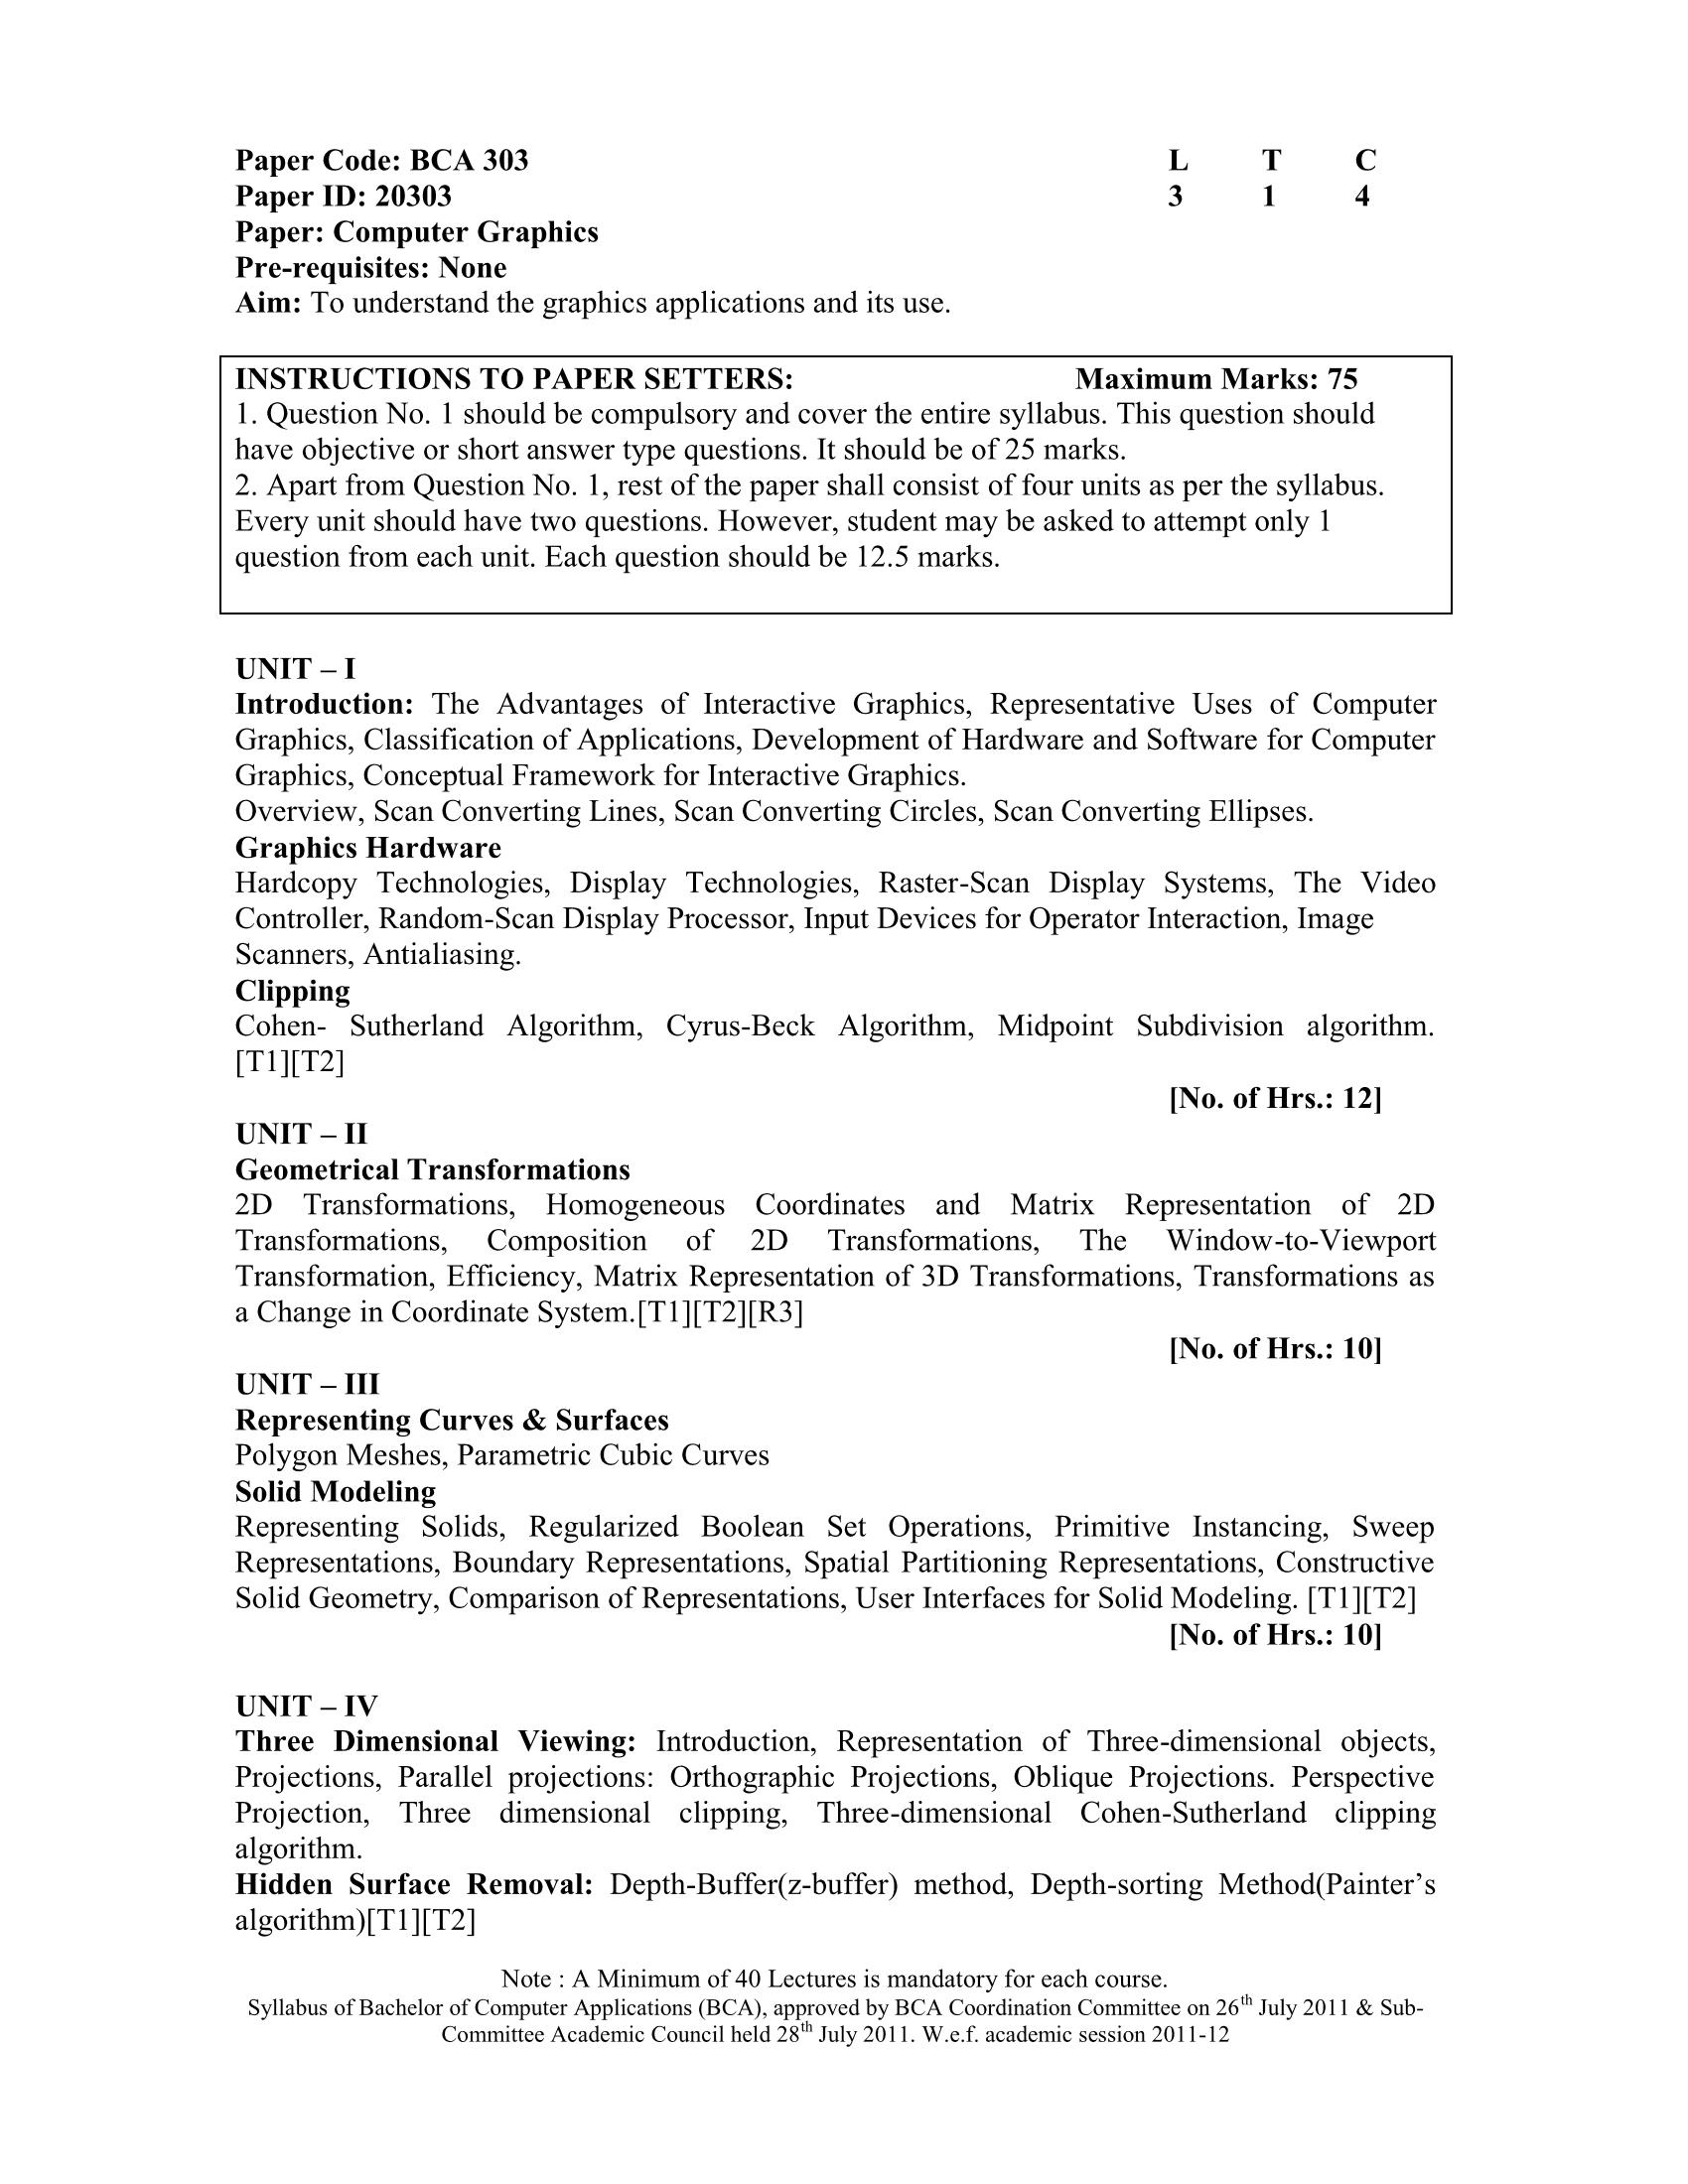 Paper Code: BCA 303 L T C
Paper ID: 20303 3 1 4
Paper: Computer Graphics
Pre-requisites: None
Aim: To understand the graphics applications and its use.
INSTRUCTIONS TO PAPER SETTERS: Maximum Marks: 75
1. Question No. 1 should be compulsory and cover the entire syllabus. This question should
have objective or short answer type questions. It should be of 25 marks.
2. Apart from Question No. 1, rest of the paper shall consist of four units as per the syllabus.
Every unit should have two questions. However, student may be asked to attempt only 1
question from each unit. Each question should be 12.5 marks.
UNIT – I
Introduction: The Advantages of Interactive Graphics, Representative Uses of Computer
Graphics, Classification of Applications, Development of Hardware and Software for Computer
Graphics, Conceptual Framework for Interactive Graphics.
Overview, Scan Converting Lines, Scan Converting Circles, Scan Converting Ellipses.
Graphics Hardware
Hardcopy Technologies, Display Technologies, Raster-Scan Display Systems, The Video
Controller, Random-Scan Display Processor, Input Devices for Operator Interaction, Image
Scanners, Antialiasing.
Clipping
Cohen- Sutherland Algorithm, Cyrus-Beck Algorithm, Midpoint Subdivision algorithm.
[T1][T2]
[No. of Hrs.: 12]
UNIT – II
Geometrical Transformations
2D Transformations, Homogeneous Coordinates and Matrix Representation of 2D
Transformations, Composition of 2D Transformations, The Window-to-Viewport
Transformation, Efficiency, Matrix Representation of 3D Transformations, Transformations as
a Change in Coordinate System.[T1][T2][R3]
[No. of Hrs.: 10]
UNIT – III
Representing Curves & Surfaces
Polygon Meshes, Parametric Cubic Curves
Solid Modeling
Representing Solids, Regularized Boolean Set Operations, Primitive Instancing, Sweep
Representations, Boundary Representations, Spatial Partitioning Representations, Constructive
Solid Geometry, Comparison of Representations, User Interfaces for Solid Modeling. [T1][T2]
[No. of Hrs.: 10]
UNIT – IV
Three Dimensional Viewing: Introduction, Representation of Three-dimensional objects,
Projections, Parallel projections: Orthographic Projections, Oblique Projections. Perspective
Projection, Three dimensional clipping, Three-dimensional Cohen-Sutherland clipping
algorithm.
Hidden Surface Removal: Depth-Buffer(z-buffer) method, Depth-sorting Method(Painter’s
algorithm)[T1][T2]
Note : A Minimum of 40 Lectures is mandatory for each course.
Syllabus of Bachelor of Computer Applications (BCA), approved by BCA Coordination Committee on 26th July 2011 & Sub-
Committee Academic Council held 28th July 2011. W.e.f. academic session 2011-12